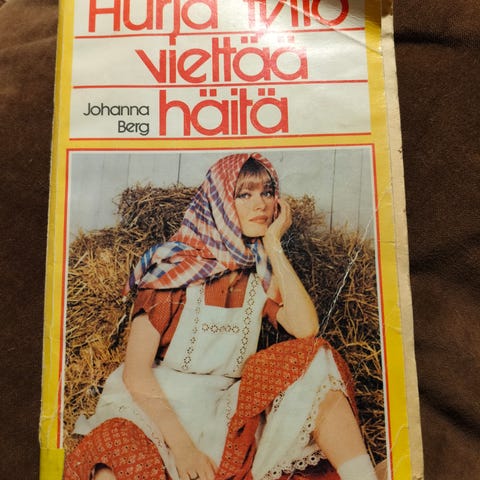 Hurja tyttö
viettää
Johanna
Berg
häitä